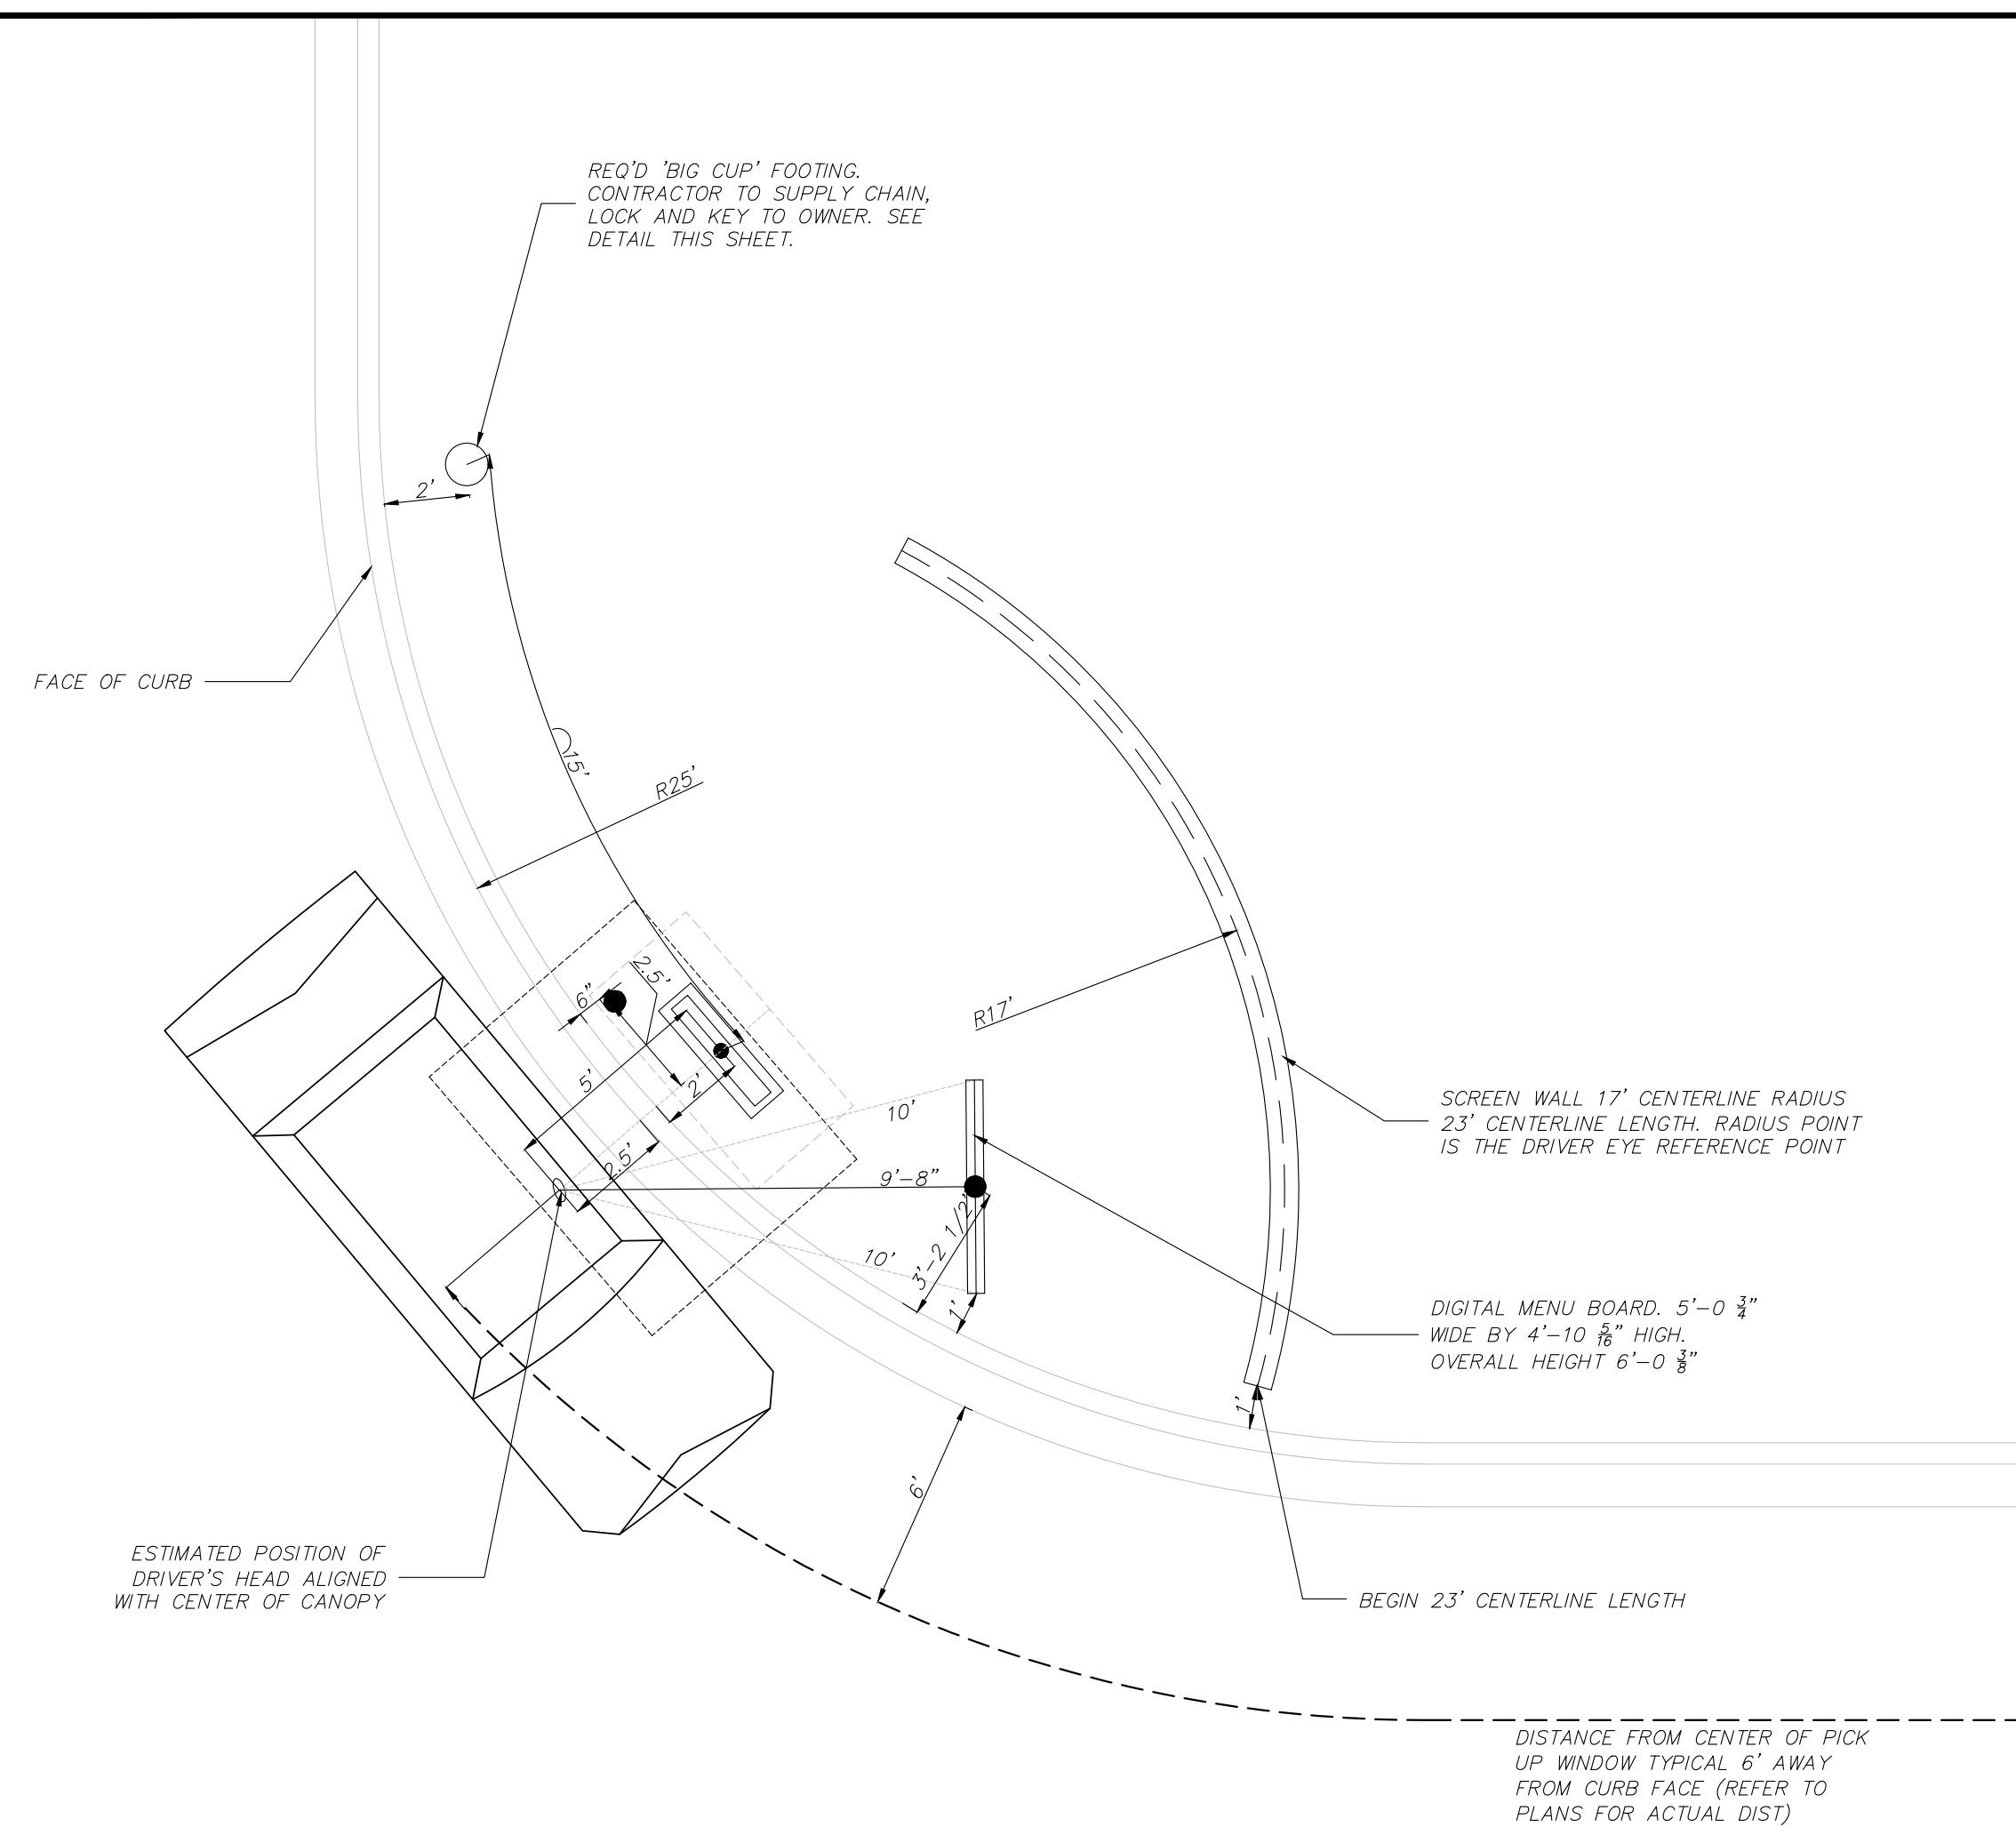 REQ'D 'BIG CUP' FOOTING.
CONTRACTOR TO SUPPLY CHAIN,
LOCK AND KEY TO OWNER. SEE
DETAIL THIS SHEET.
2'
FACE OF CURB
15'
R25'
2.5'
6"
R17'
5'
2'
10'
SCREEN WALL 17' CENTERLINE RADIUS
23' CENTERLINE LENGTH. RADIUS POINT
IS THE DRIVER EYE REFERENCE POINT
2.5'
9'-8"
3'-2 1/2"
10'
1'
DIGITAL MENU BOARD. 5'-0 3/4"
WIDE BY 4'-10 5/16" HIGH.
OVERALL HEIGHT 6'-0 3/8"
1'
6'
ESTIMATED POSITION OF
DRIVER'S HEAD ALIGNED
WITH CENTER OF CANOPY
BEGIN 23' CENTERLINE LENGTH
DISTANCE FROM CENTER OF PICK
UP WINDOW TYPICAL 6' AWAY
FROM CURB FACE (REFER TO
PLANS FOR ACTUAL DIST)